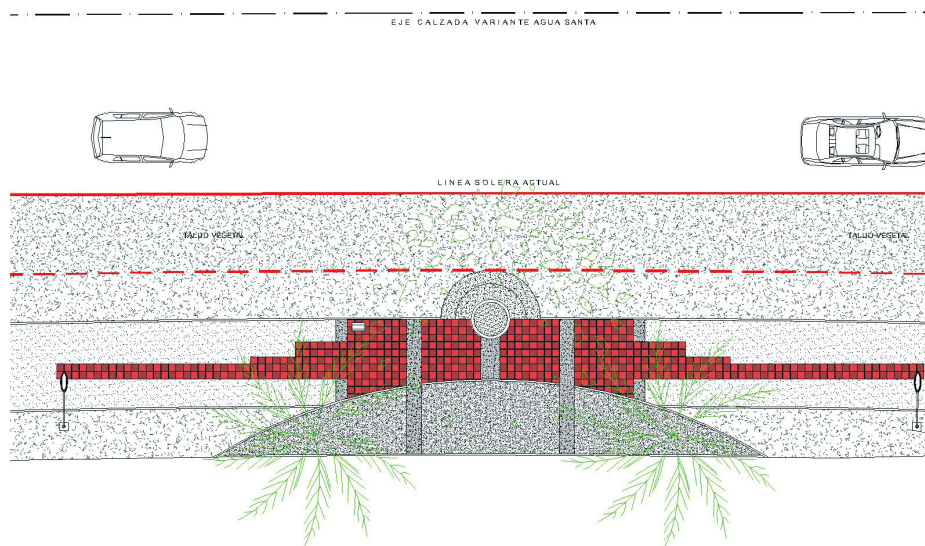 EJE CALZADA VARIANTE AGUA SANTA
LINEA SOLERA ACTUAL
TALUD VEGETAL
TALUD VEGETAL